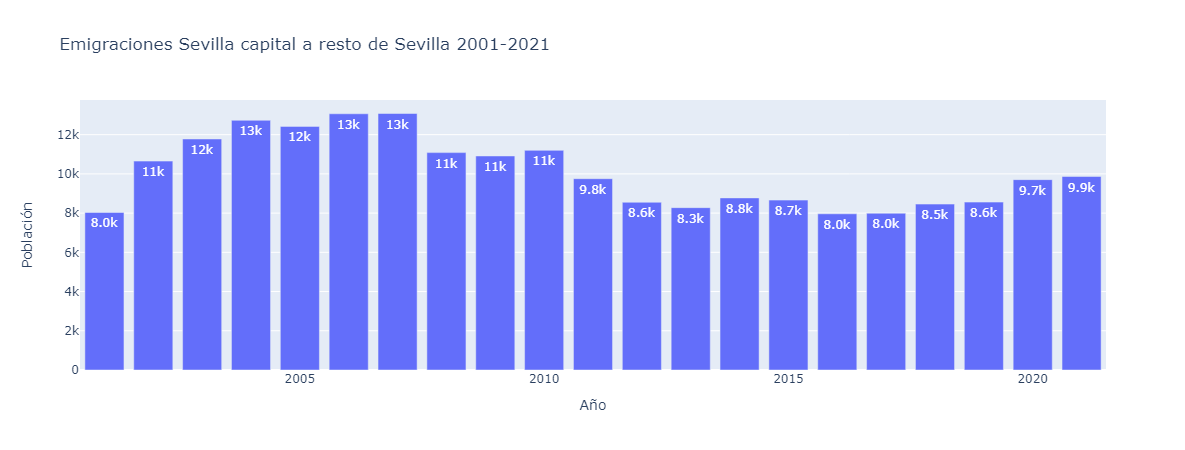 Emigraciones Sevilla capital a resto de Sevilla 2001-2021
Población
12k
10k
8k
6k
4k
2k
0
8.0k
11k
12k
13k
12k
13k
13k
11k
11k
11k
9.8k
8.6k
8.3k
8.8k
8.7k
8.0k
8.0k
8.5k
8.6k
9.7k
9.9k
2005
2010
2015
2020
Año